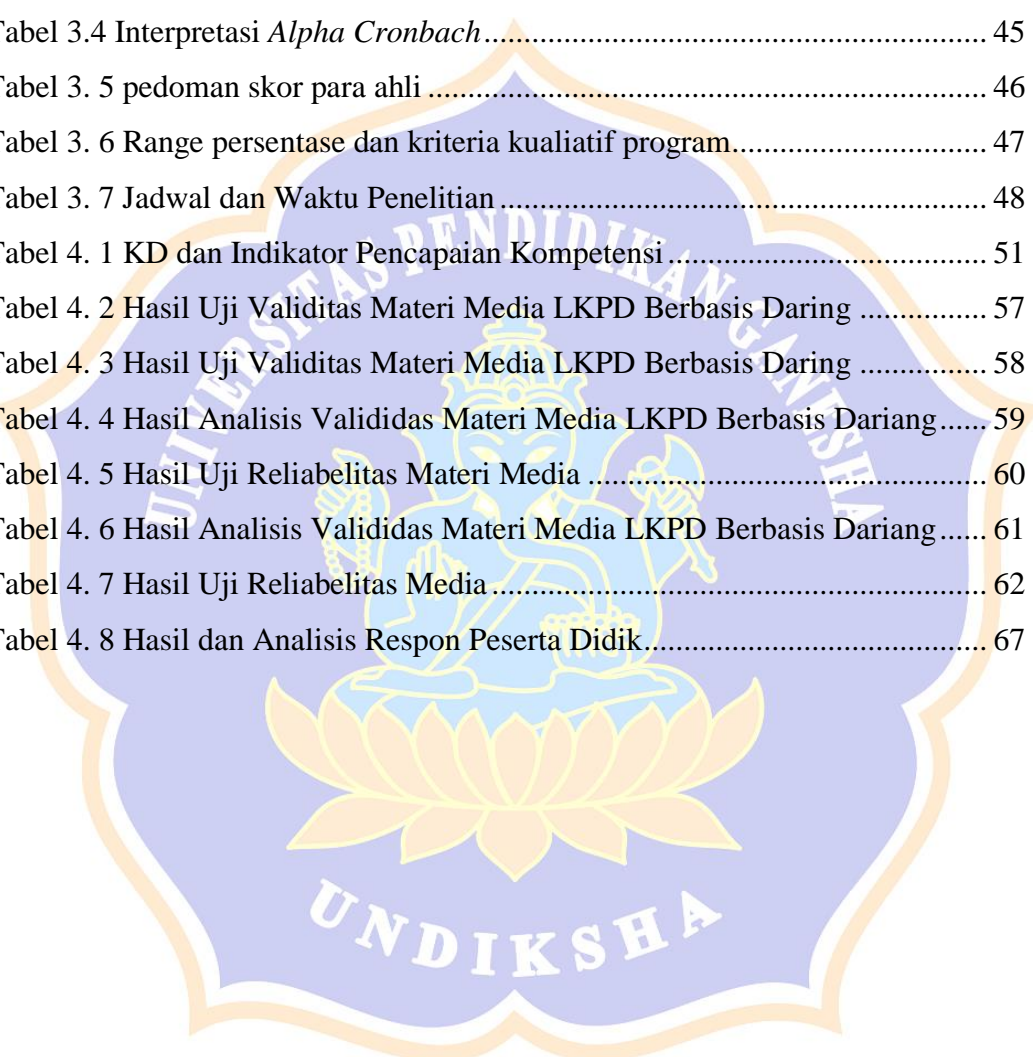 Tabel 3.4 Interpretasi Alpha Cronbach........................................................................ 45
Tabel 3. 5 pedoman skor para ahli................................................................................ 46
Tabel 3. 6 Range persentase dan kriteria kualiatif program.................................... 47
Tabel 3. 7 Jadwal dan Waktu Penelitian...................................................................... 48
Tabel 4. 1 KD dan Indikator Pencapaian Kompetensi.............................................. 51
Tabel 4. 2 Hasil Uji Validitas Materi Media LKPD Berbasis Daring .................. 57
Tabel 4. 3 Hasil Uji Validitas Materi Media LKPD Berbasis Daring .................. 58
Tabel 4. 4 Hasil Analisis Valididas Materi Media LKPD Berbasis Dariang...... 59
Tabel 4. 5 Hasil Uji Reliabelitas Materi Media ......................................................... 60
Tabel 4. 6 Hasil Analisis Valididas Materi Media LKPD Berbasis Dariang...... 61
Tabel 4. 7 Hasil Uji Reliabelitas Media....................................................................... 62
Tabel 4. 8 Hasil dan Analisis Respon Peserta Didik................................................. 67
UNIVERSITAS PENDIDIKAN GANESHA
UNDIKSHA